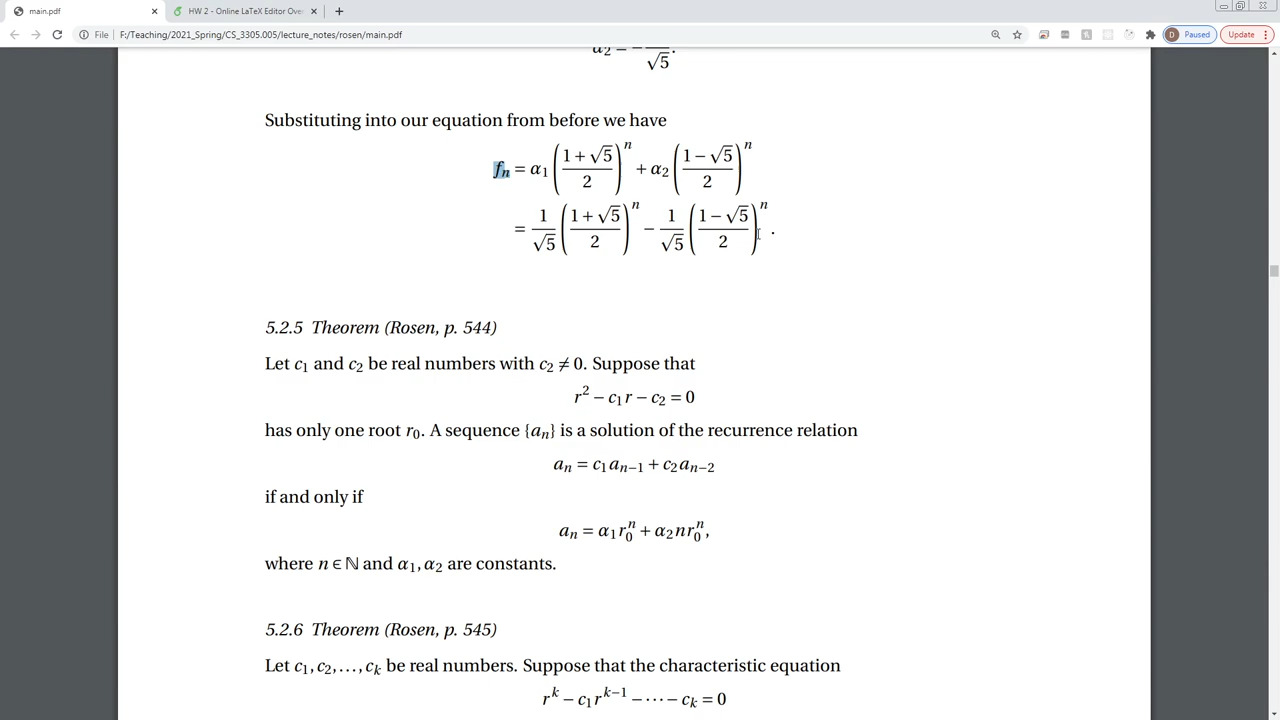 main.pdf
HW 2 - Online LaTeX Editor Ove
File
F:/Teaching/2021_Spring/CS_3305.005/lecture_notes/rosen/main.pdf
D
Paused
Update
α₂ = − —
√5.
Substituting into our equation from before we have
fₙ = α₁ ((1 + √5)/2)ⁿ + α₂ ((1 − √5)/2)ⁿ
= 1/√5 ((1 + √5)/2)ⁿ − 1/√5 ((1 − √5)/2)ⁿ.
5.2.5 Theorem (Rosen, p. 544)
Let c₁ and c₂ be real numbers with c₂ ≠ 0. Suppose that
r² − c₁r − c₂ = 0
has only one root r₀. A sequence {aₙ} is a solution of the recurrence relation
aₙ = c₁aₙ₋₁ + c₂aₙ₋₂
if and only if
aₙ = α₁r₀ⁿ + α₂nr₀ⁿ,
where n ∈ ℕ and α₁, α₂ are constants.
5.2.6 Theorem (Rosen, p. 545)
Let c₁, c₂, …, cₖ be real numbers. Suppose that the characteristic equation
rᵏ − c₁rᵏ⁻¹ − ⋯ − cₖ = 0